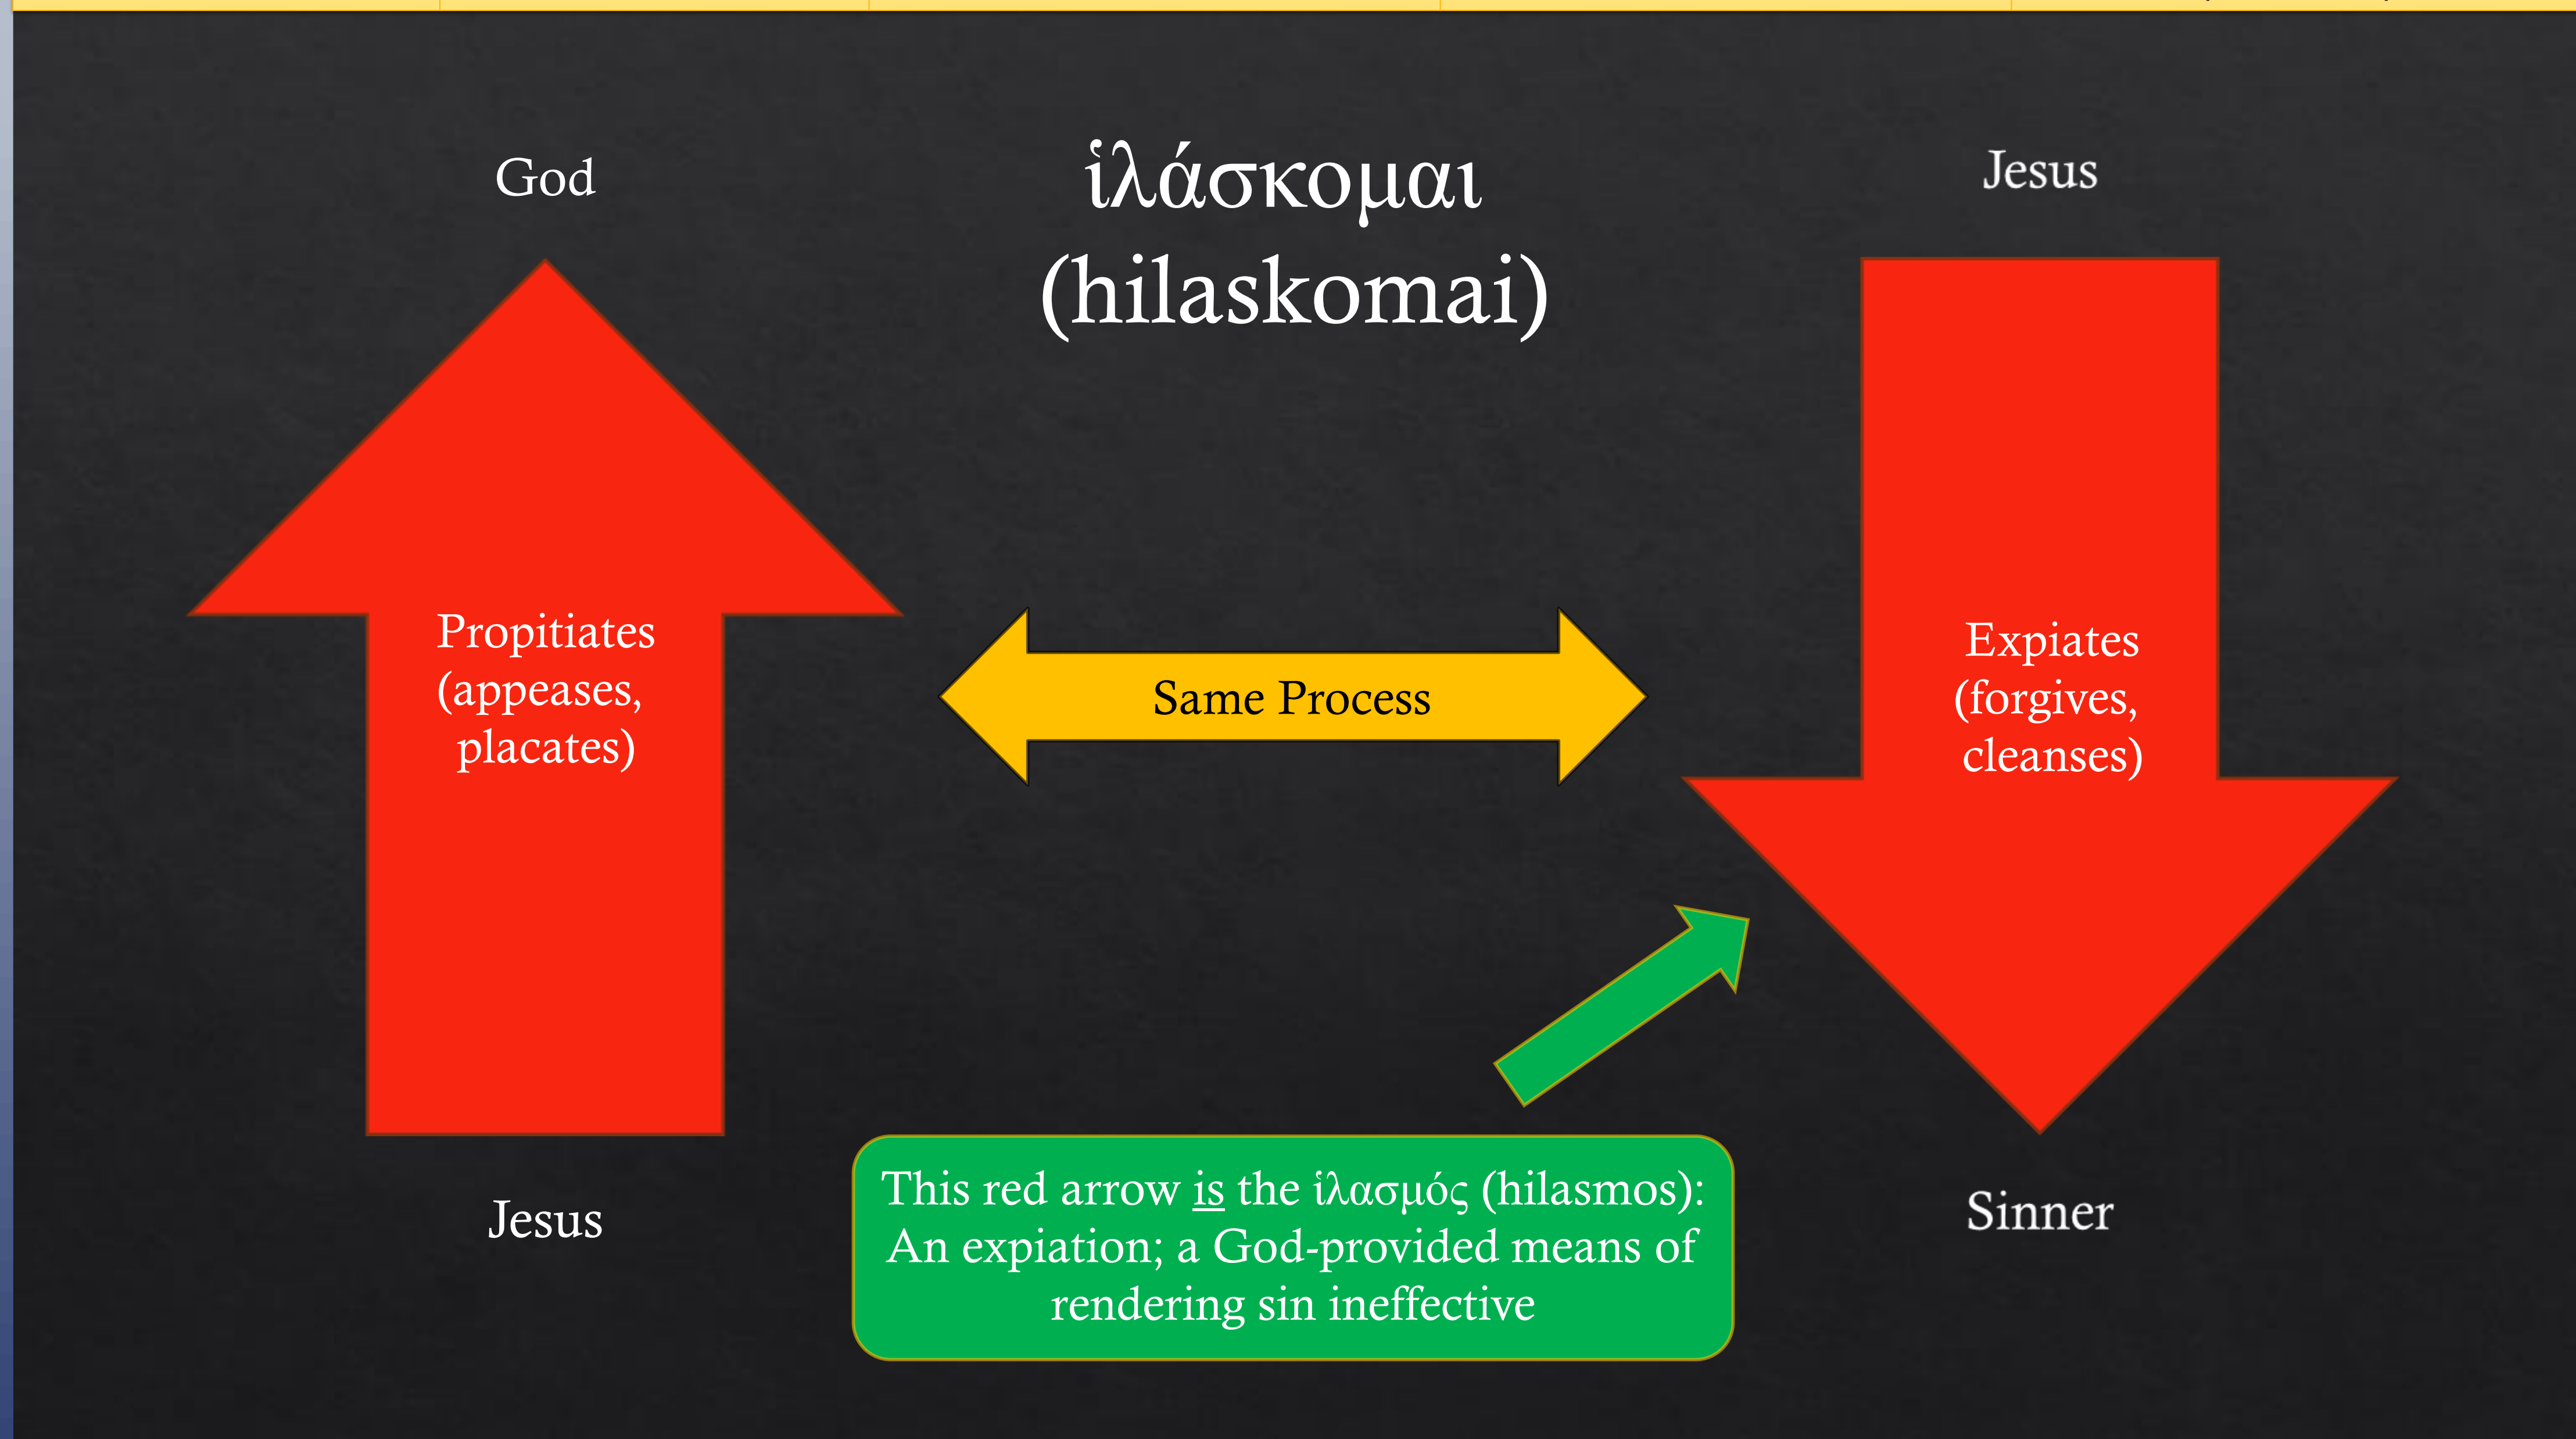 God
ἱλάσκομαι
(hilaskomai)
Jesus
Propitiates
(appeases,
placates)
Same Process
Expiates
(forgives,
cleanses)
This red arrow is the ἱλασμός (hilasmos):
An expiation; a God-provided means of
rendering sin ineffective
Jesus
Sinner